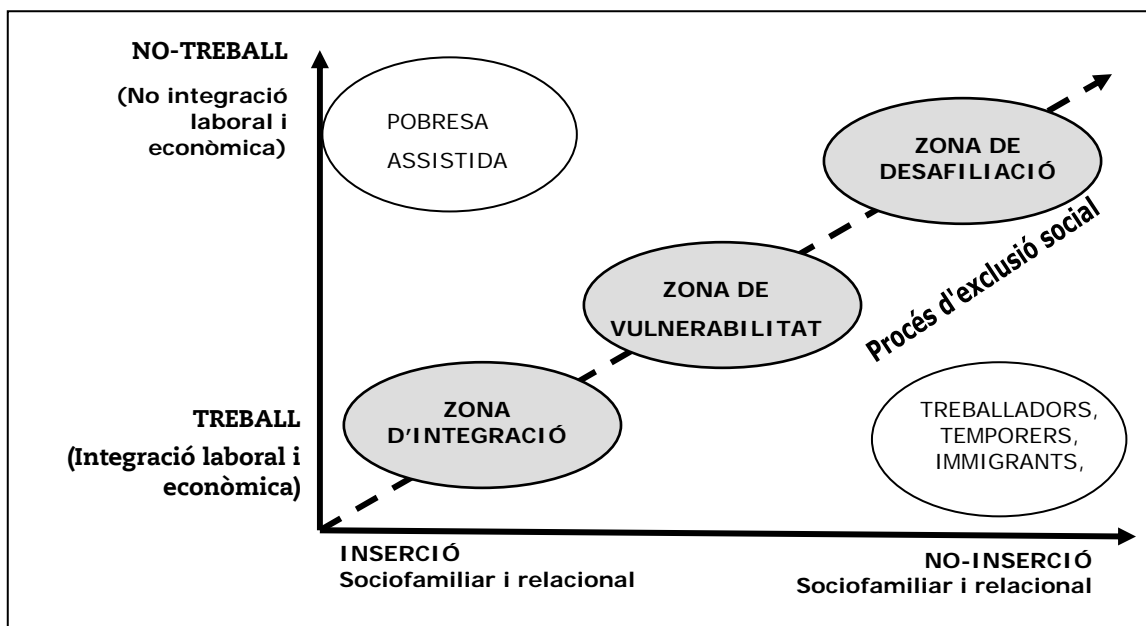 NO-TREBALL
(No integració
laboral i
econòmica)
POBRESA
ASSISTIDA
ZONA DE
DESAFILIACIÓ
ZONA DE
VULNERABILITAT
Procés d'exclusió social
TREBALL
(Integració laboral i
econòmica)
ZONA
D'INTEGRACIÓ
TREBALLADORS,
TEMPORERS,
IMMIGRANTS,
INSERCIÓ
Sociofamiliar i relacional
NO-INSERCIÓ
Sociofamiliar i relacional